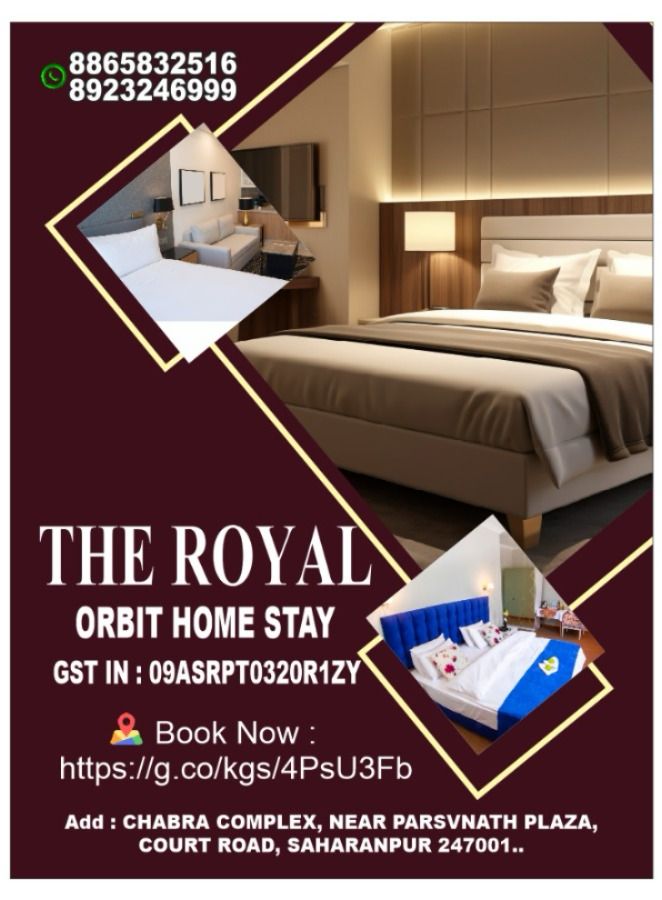 8865832516
8923246999
THE ROYAL
ORBIT HOME STAY
GST IN : 09ASRPT0320R1ZY
Book Now :
https://g.co/kgs/4PsU3Fb
Add : CHABRA COMPLEX, NEAR PARSVNATH PLAZA,
COURT ROAD, SAHARANPUR 247001..